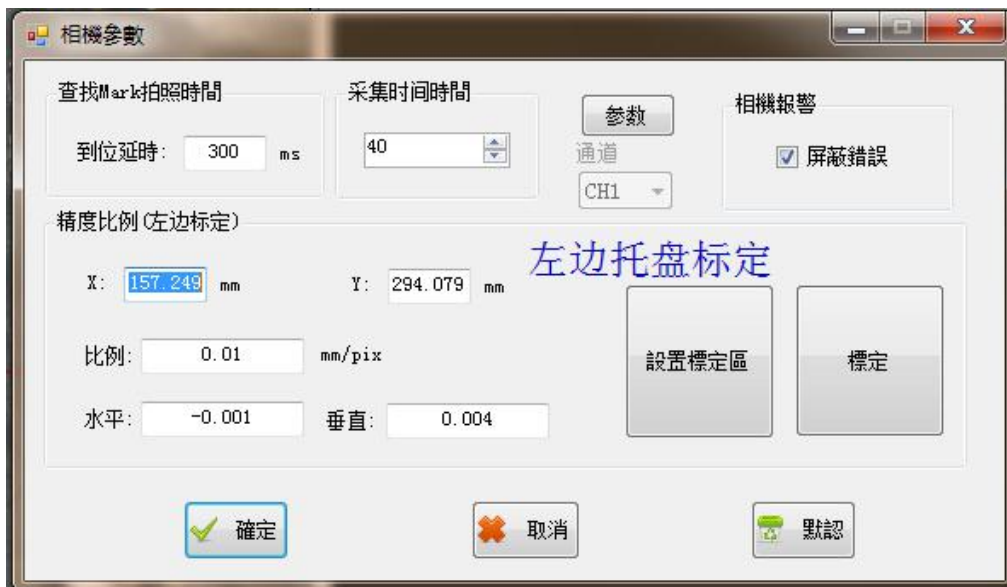 相機參數
查找Mark拍照時間
到位延時: 300 ms
采集时间時間
40
参数
通道
CH1
相機報警
屏蔽錯誤
精度比例(左边标定)
左边托盘标定
X: 157.249 mm
Y: 294.079 mm
比例: 0.01 mm/pix
水平: -0.001
垂直: 0.004
設置標定區
標定
確定
取消
默認